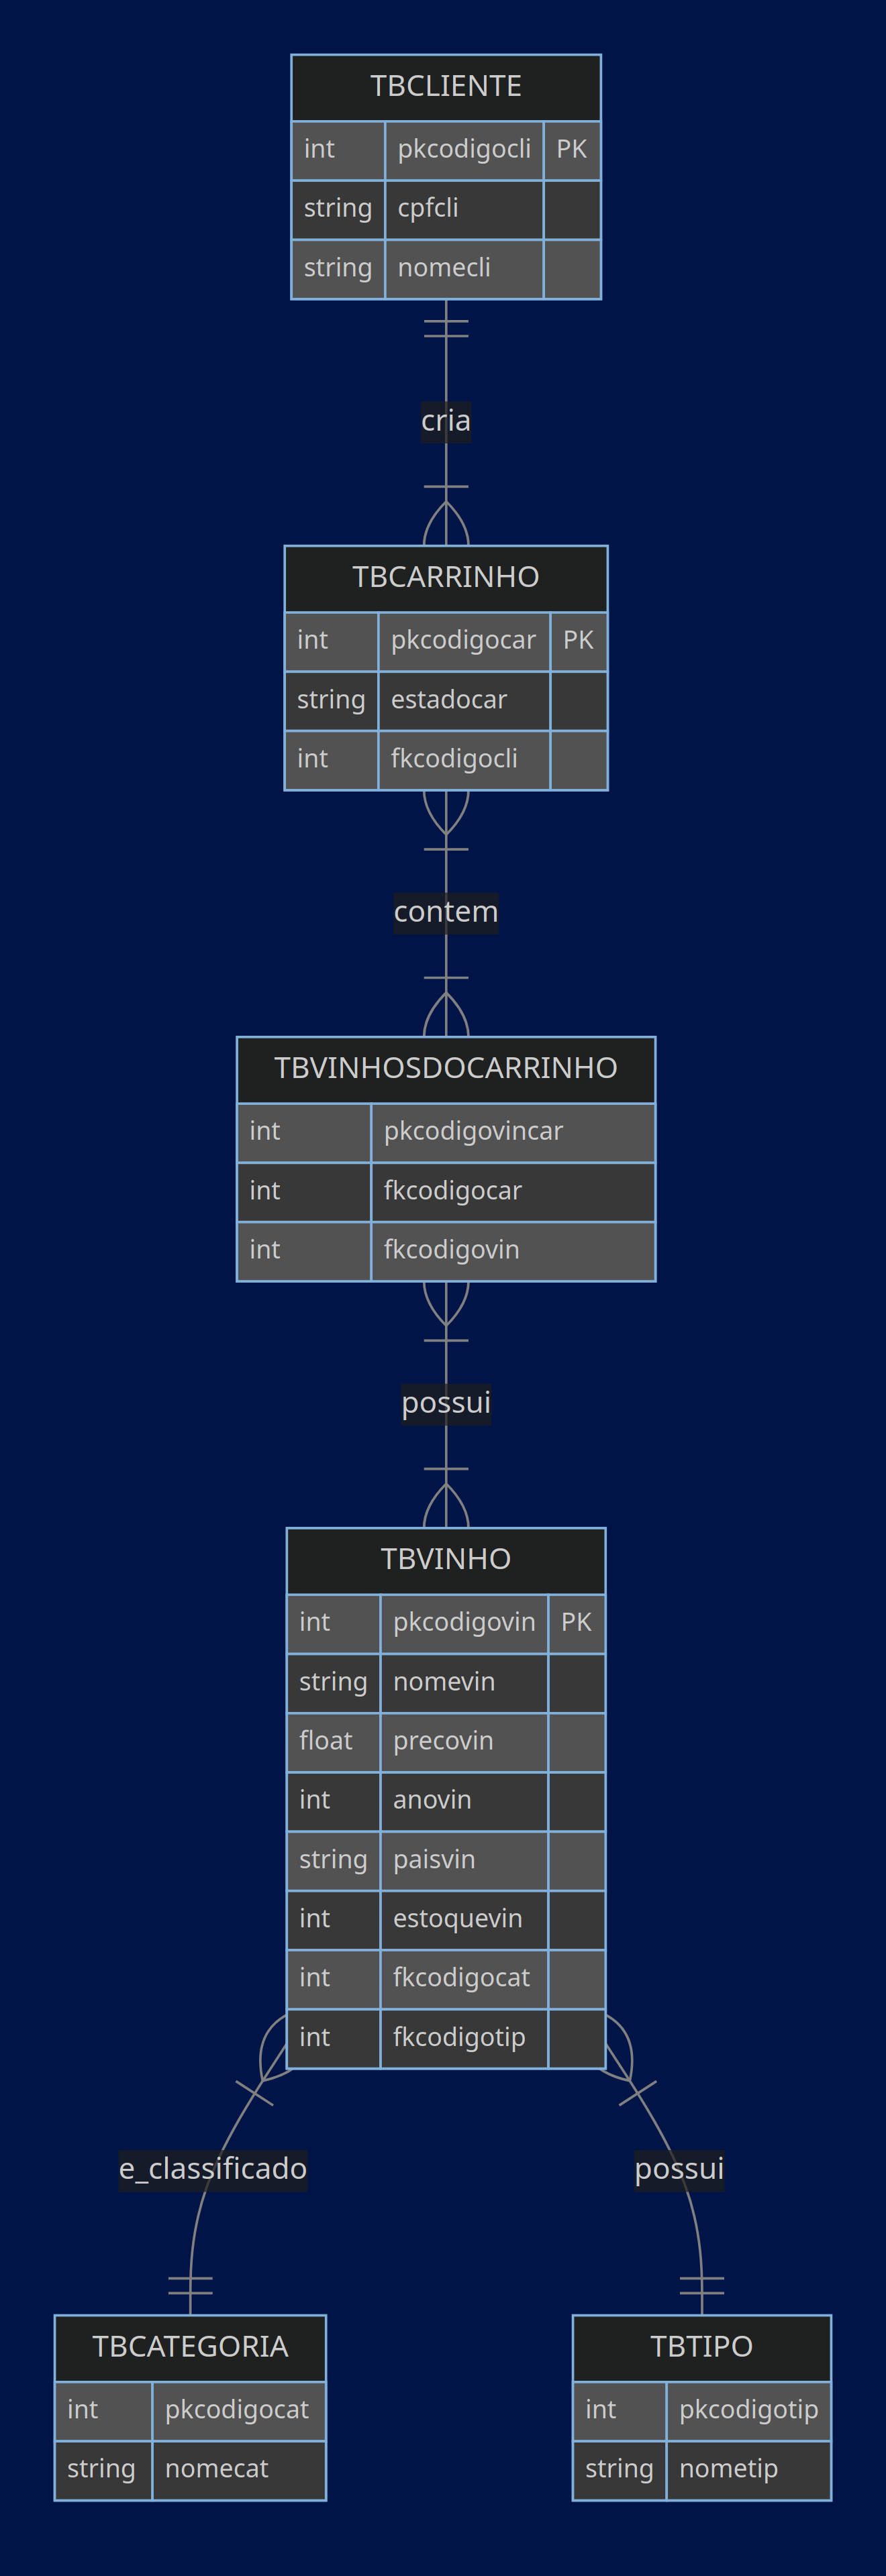 TBCLIENTE
int pkcodigocli PK
string cpfcli
string nomecli
cria
TBCARRINHO
int pkcodigocar PK
string estadocar
int fkcodigocli
contem
TBVINHOSDOCARRINHO
int pkcodigovincar
int fkcodigocar
int fkcodigovin
possui
TBVINHO
int pkcodigovin PK
string nomevin
float precovin
int anovin
string paisvin
int estoquevin
int fkcodigocat
int fkcodigotip
e_classificado
possui
TBCATEGORIA
int pkcodigocat
string nomecat
TBTIPO
int pkcodigotip
string nometip